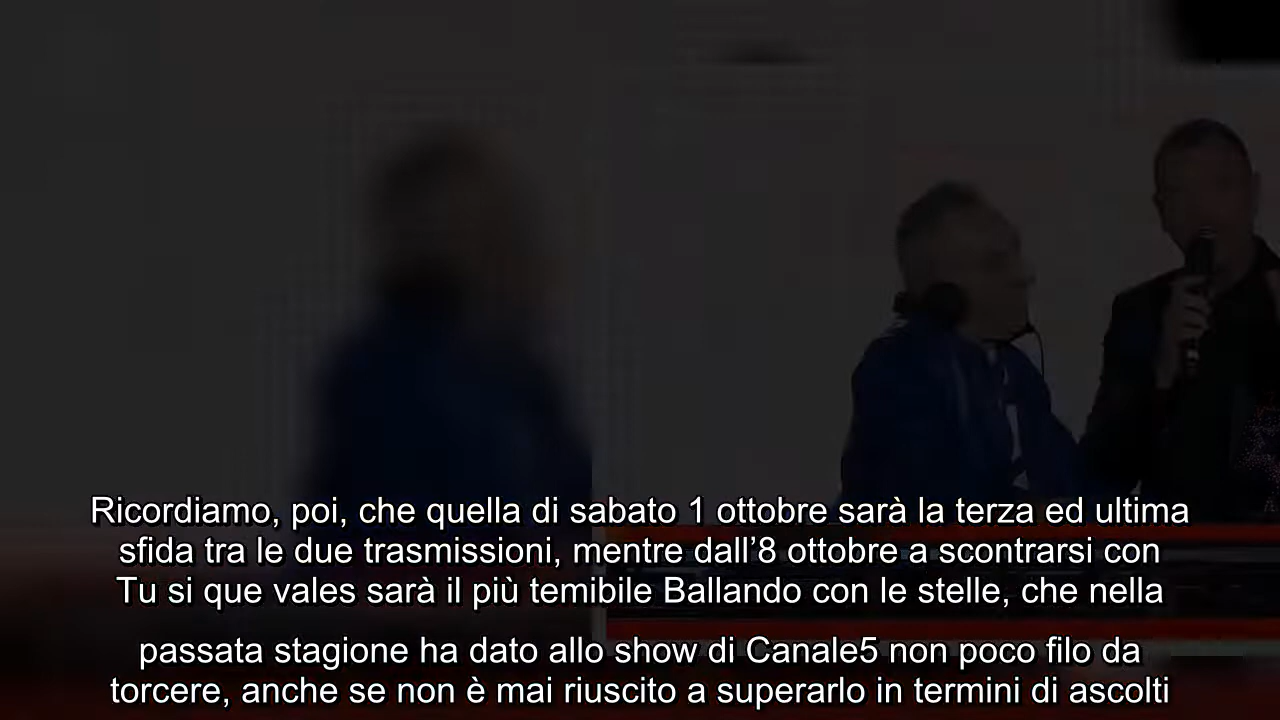 Ricordiamo, poi, che quella di sabato 1 ottobre sarà la terza ed ultima
sfida tra le due trasmissioni, mentre dall’8 ottobre a scontrarsi con
Tu si que vales sarà il più temibile Ballando con le stelle, che nella
passata stagione ha dato allo show di Canale5 non poco filo da
torcere, anche se non è mai riuscito a superarlo in termini di ascolti